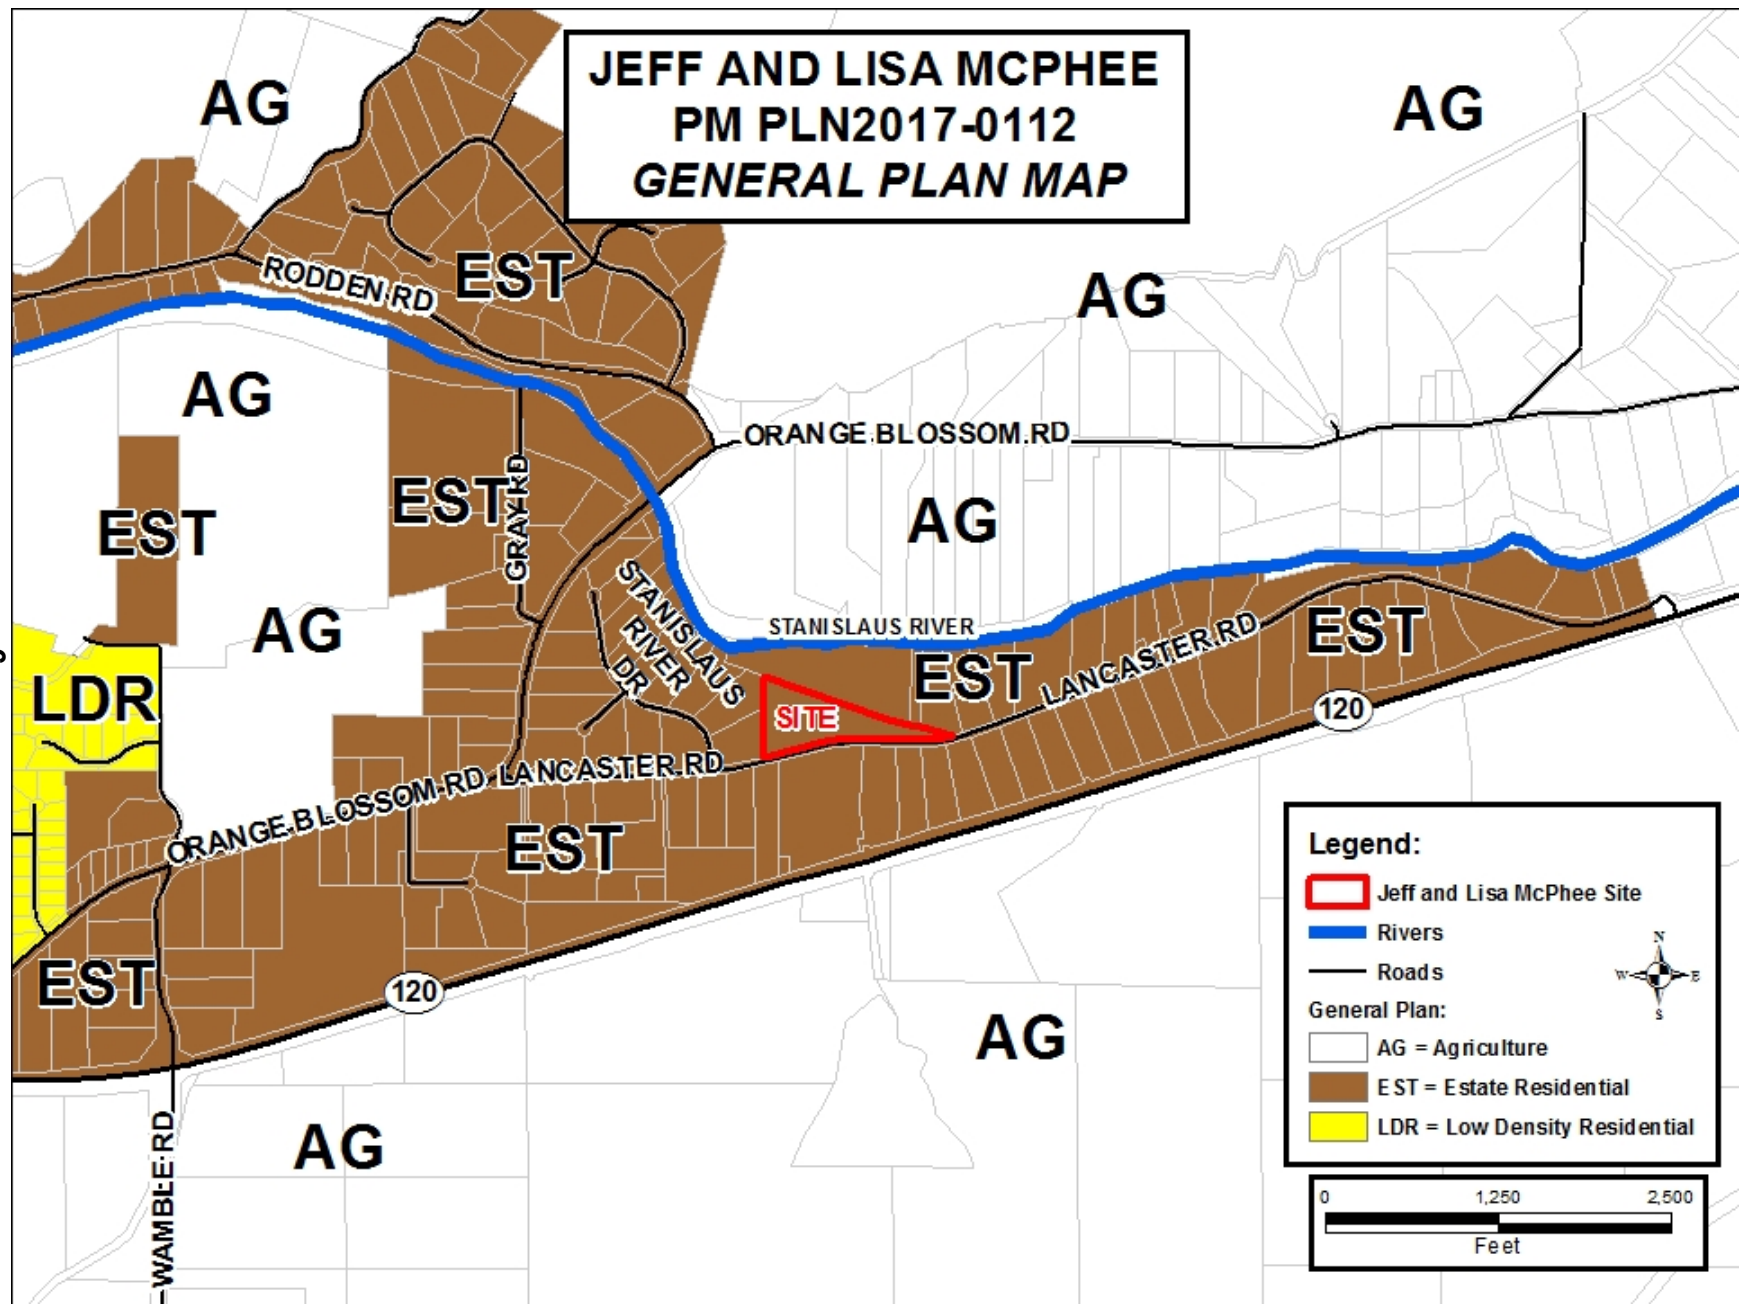 JEFF AND LISA MCPHEE
PM PLN2017-0112
GENERAL PLAN MAP
AG
AG
EST
RODDEN RD
AG
AG
ORANGE BLOSSOM RD
EST
GRAY RD
EST
AG
STANISLAUS
RIVER
DR
STANISLAUS RIVER
AG
EST
LANCASTER RD
EST
LDR
SITE
120
ORANGE BLOSSOM RD
LANCASTER RD
EST
EST
120
AG
AG
WAMBLE RD
Legend:
Jeff and Lisa McPhee Site
Rivers
Roads
N
W
E
S
General Plan:
AG = Agriculture
EST = Estate Residential
LDR = Low Density Residential
0
1,250
2,500
Feet